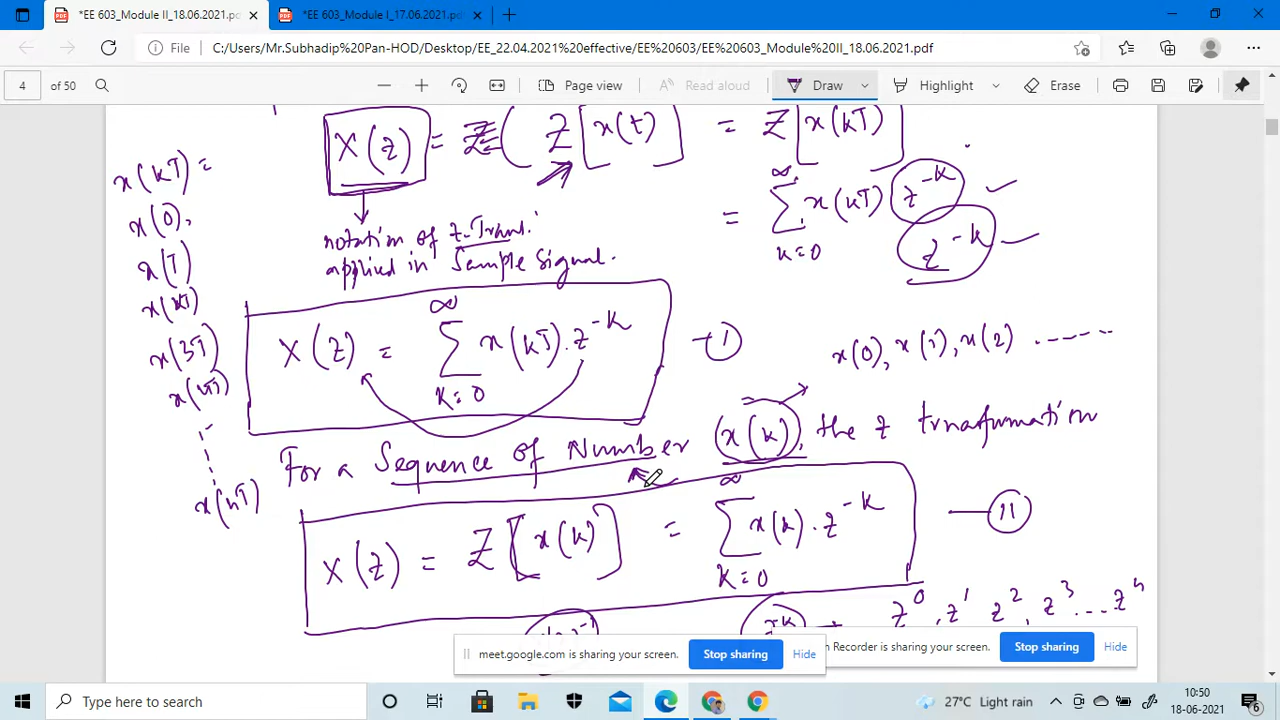 *EE 603_Module II_18.06.2021.pdf
*EE 603_Module I_17.06.2021.pdf
File C:/Users/Mr.Subhadip%20Pan-HOD/Desktop/EE_22.04.2021%20effective/EE%20603/EE%20603_Module%20II_18.06.2021.pdf
4 of 50 Page view Read aloud Draw Highlight Erase
X(z) = Z[x(t)] = Z[x(kT)]
= ∑ k=0 ∞ x(kT) z^-k
z^-k
notation of z-Trans.
applied in Sample Signal.
x(kT) =
x(0),
x(T)
x(3T)
x(nT)
X(z) = ∑ K=0 ∞ x(kT).z^-K - 1
x(0), x(1), x(2) ......
For a Sequence of Number (x(k)), the z trnasfurmation
X(z) = Z[x(k)] = ∑ K=0 ∞ x(k).z^-K - 11
z^0, z^1 z^2, z^3 ... z^n
meet.google.com is sharing your screen. Stop sharing Hide
Recorder is sharing your screen. Stop sharing Hide
Type here to search
27°C Light rain
10:50
18-06-2021
6